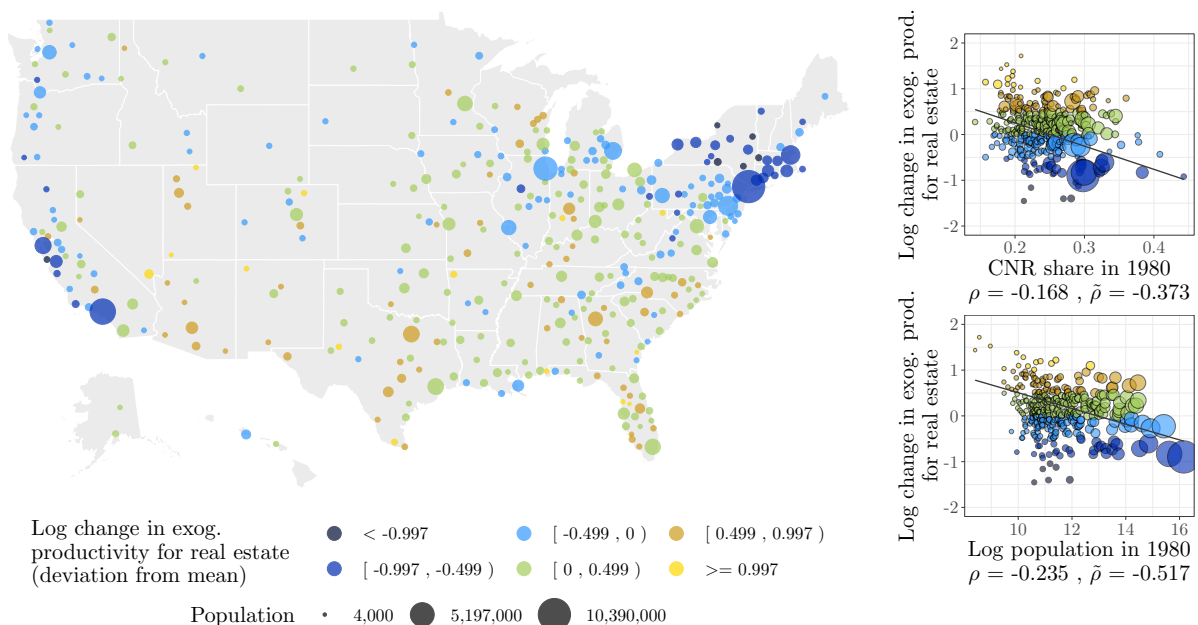 Log change in exog. prod.
for real estate
2
1
0
-1
-2
0.2 0.3 0.4
CNR share in 1980
ρ = -0.168 , ρ̃ = -0.373
Log change in exog. prod.
for real estate
2
1
0
-1
-2
10 12 14 16
Log population in 1980
ρ = -0.235 , ρ̃ = -0.517
Log change in exog.
productivity for real estate
(deviation from mean)
< -0.997
[ -0.499 , 0 )
[ 0.499 , 0.997 )
[ -0.997 , -0.499 )
[ 0 , 0.499 )
>= 0.997
Population 4,000 5,197,000 10,390,000